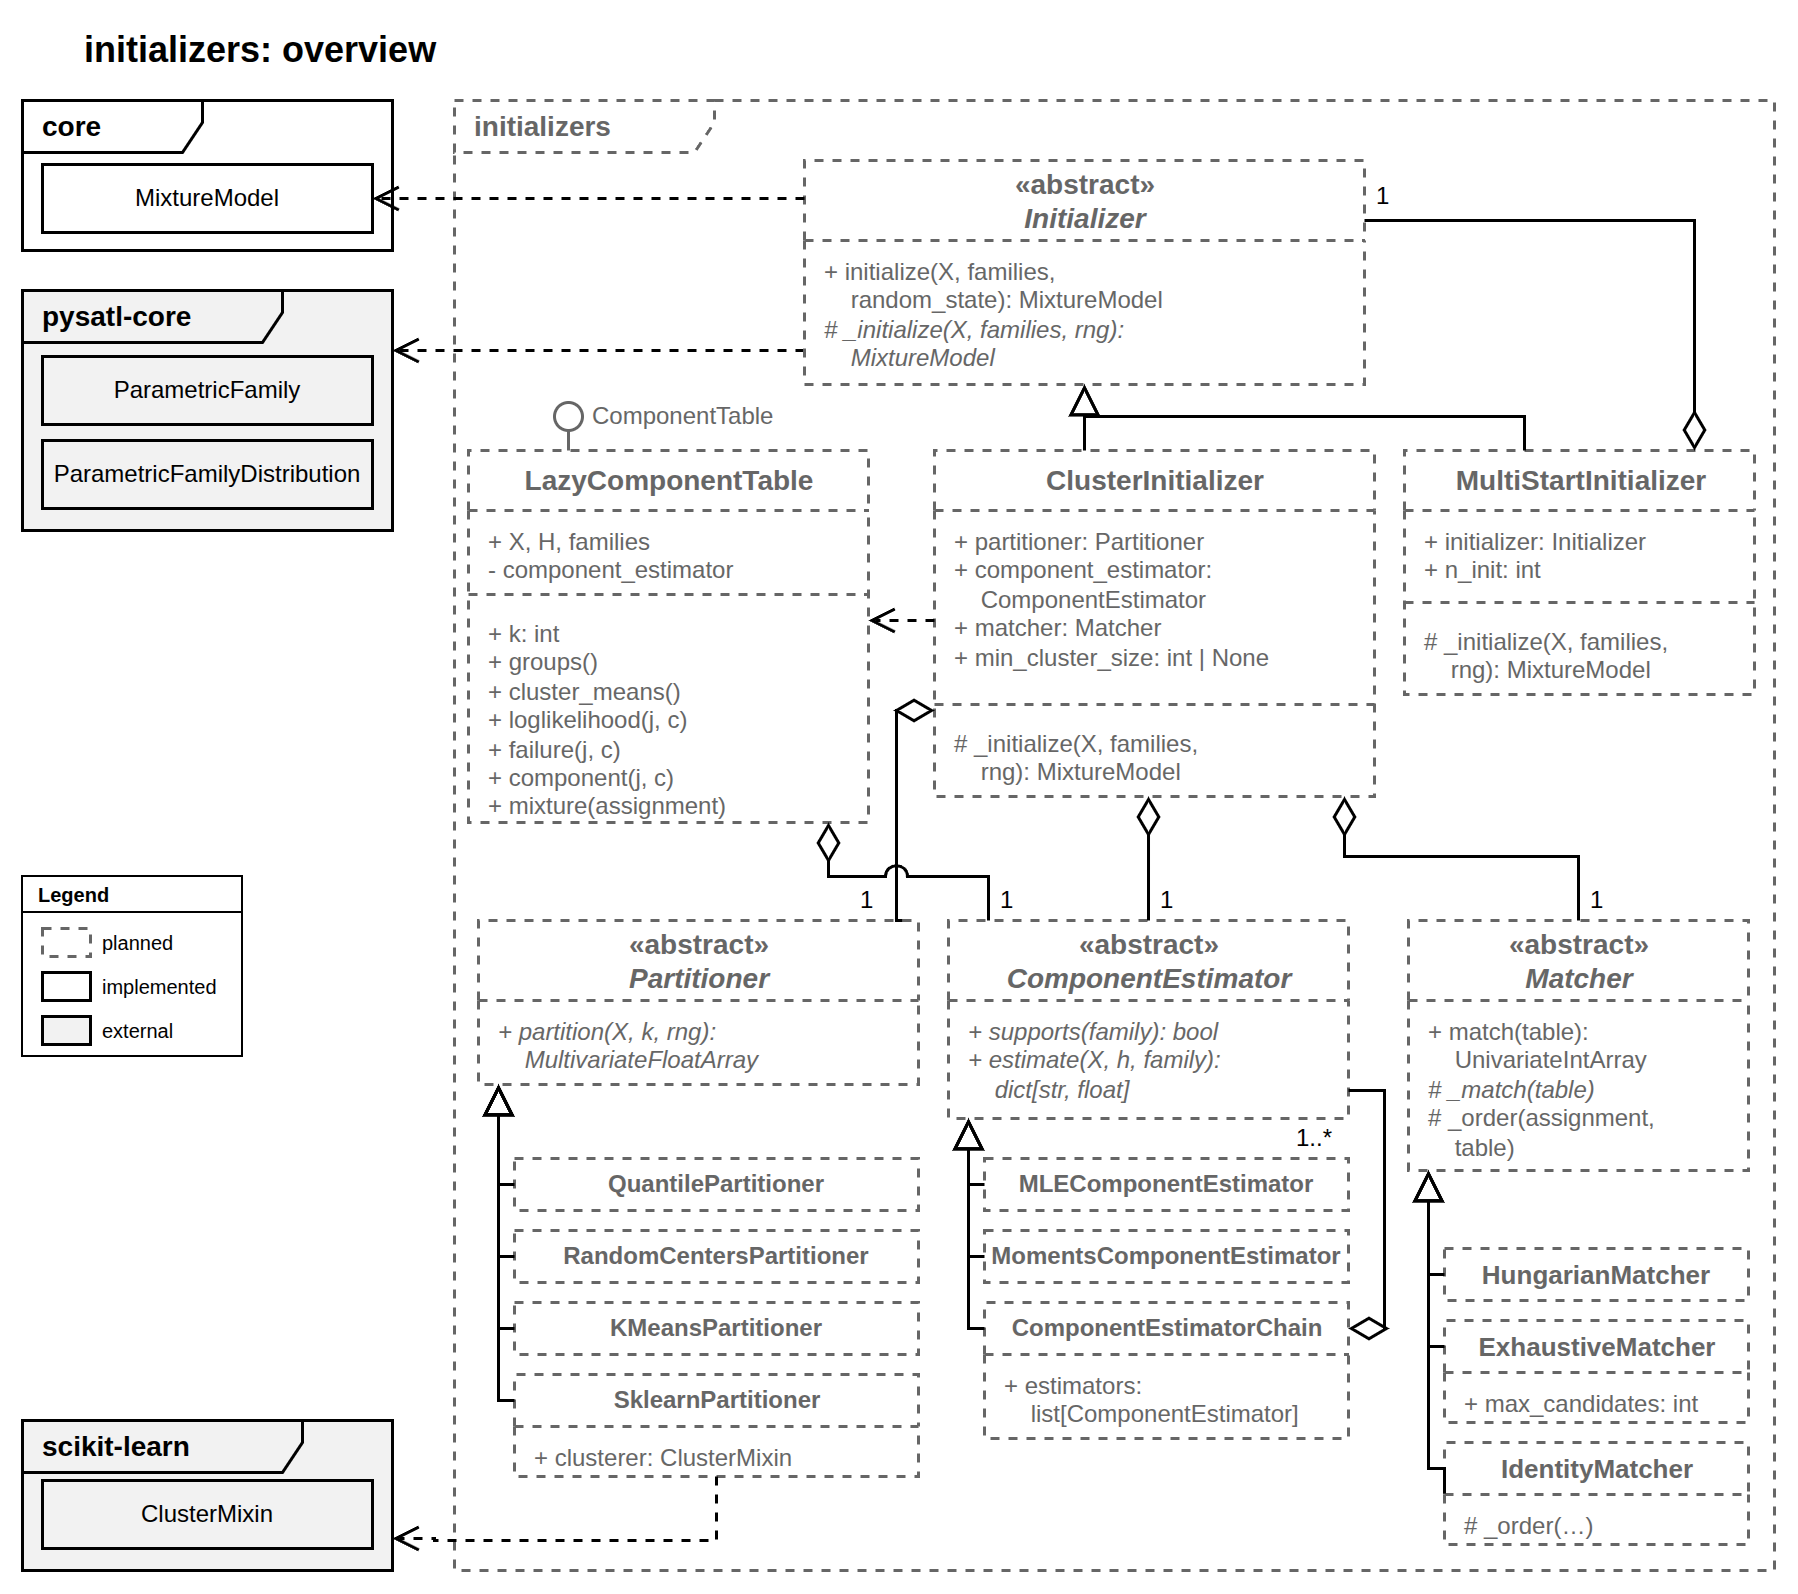 initializers: overview
core
MixtureModel
pysatl-core
ParametricFamily
ParametricFamilyDistribution
initializers
«abstract»
Initializer
1
+ initialize(X, families,
random_state): MixtureModel
# _initialize(X, families, rng):
MixtureModel
ComponentTable
LazyComponentTable
+ X, H, families
- component_estimator
+ k: int
+ groups()
+ cluster_means()
+ loglikelihood(j, c)
+ failure(j, c)
+ component(j, c)
+ mixture(assignment)
ClusterInitializer
+ partitioner: Partitioner
+ component_estimator:
ComponentEstimator
+ matcher: Matcher
+ min_cluster_size: int | None
# _initialize(X, families,
rng): MixtureModel
MultiStartInitializer
+ initializer: Initializer
+ n_init: int
# _initialize(X, families,
rng): MixtureModel
Legend
planned
implemented
external
1
1
1
1
«abstract»
Partitioner
+ partition(X, k, rng):
MultivariateFloatArray
QuantilePartitioner
RandomCentersPartitioner
KMeansPartitioner
SklearnPartitioner
+ clusterer: ClusterMixin
«abstract»
ComponentEstimator
+ supports(family): bool
+ estimate(X, h, family):
dict[str, float]
1..*
MLEComponentEstimator
MomentsComponentEstimator
ComponentEstimatorChain
+ estimators:
list[ComponentEstimator]
«abstract»
Matcher
+ match(table):
UnivariateIntArray
# _match(table)
# _order(assignment,
table)
HungarianMatcher
ExhaustiveMatcher
+ max_candidates: int
IdentityMatcher
# _order(…)
scikit-learn
ClusterMixin